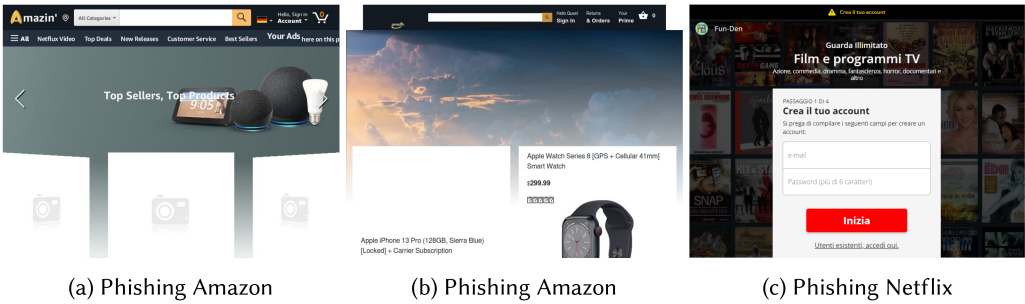 Amazin'
All Categories
Hello, Sign in
Account
All Netflux Video Top Deals New Releases Customer Service Best Sellers Your Ads here on this p
Top Sellers, Top Products
9:05
Hello Guest
Sign In
Returns
& Orders
Your
Prime
0
Apple Watch Series 8 [GPS + Cellular 41mm]
Smart Watch
$299.99
Apple iPhone 13 Pro (128GB, Sierra Blue)
[Locked] + Carrier Subscription
Crea il tuo account
Fun-Den
Guarda Illimitato
Film e programmi TV
Azione, commedia, dramma, fantascienza, horror, documentari e
altro
PASSAGGIO 1 DI 4
Crea il tuo account
Si prega di compilare i seguenti campi per creare un
account:
e-mail
Password (più di 6 caratteri)
Inizia
Utenti esistenti, accedi qui.
SNAP
(a) Phishing Amazon
(b) Phishing Amazon
(c) Phishing Netflix